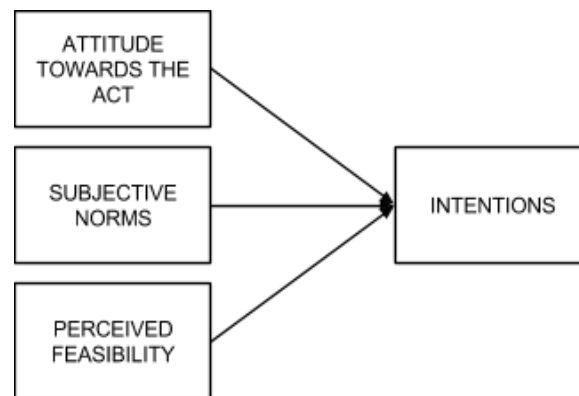 ATTITUDE
TOWARDS THE
ACT
SUBJECTIVE
NORMS
INTENTIONS
PERCEIVED
FEASIBILITY